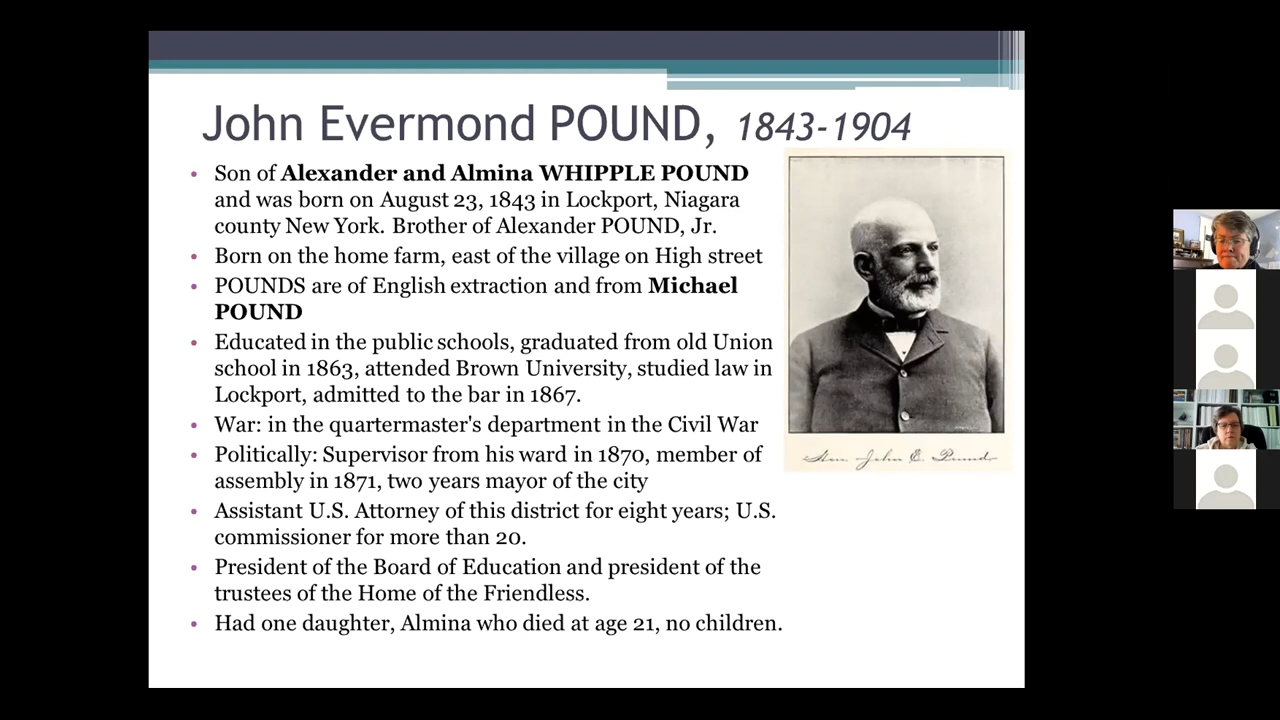 John Evermond POUND, 1843-1904
• Son of Alexander and Almina WHIPPLE POUND
and was born on August 23, 1843 in Lockport, Niagara
county New York. Brother of Alexander POUND, Jr.
• Born on the home farm, east of the village on High street
• POUNDS are of English extraction and from Michael
POUND
• Educated in the public schools, graduated from old Union
school in 1863, attended Brown University, studied law in
Lockport, admitted to the bar in 1867.
• War: in the quartermaster's department in the Civil War
• Politically: Supervisor from his ward in 1870, member of
assembly in 1871, two years mayor of the city
• Assistant U.S. Attorney of this district for eight years; U.S.
commissioner for more than 20.
• President of the Board of Education and president of the
trustees of the Home of the Friendless.
• Had one daughter, Almina who died at age 21, no children.
Hon. John E. Pound